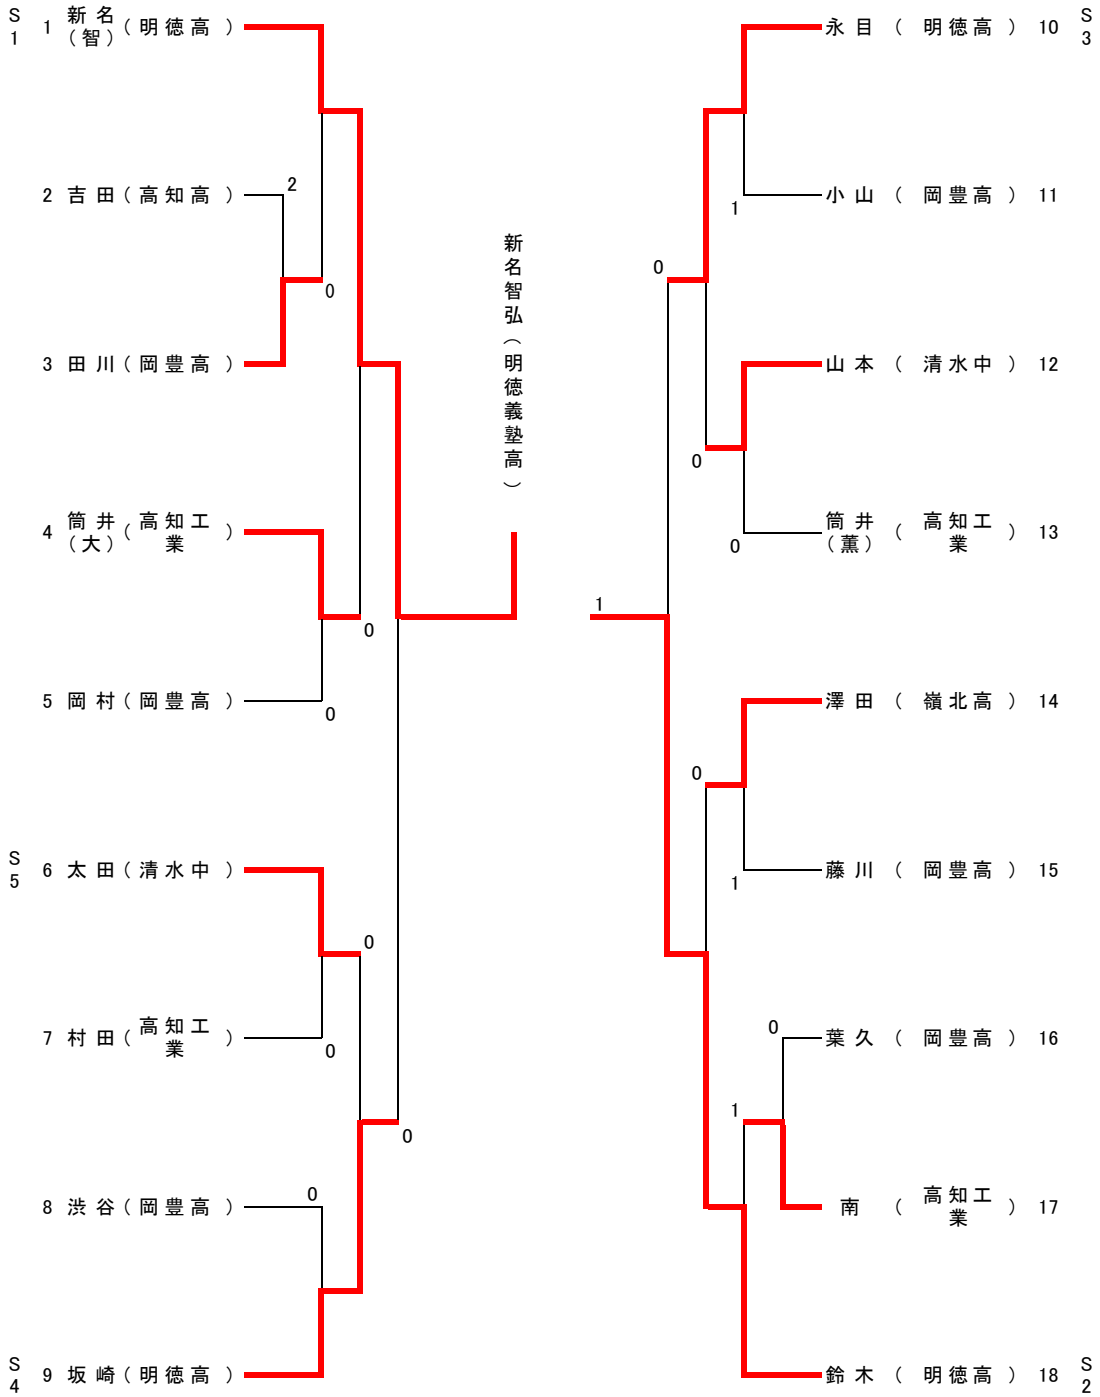 S1 1 新名(智) (明徳高)
2 吉田 (高知高)
2
0
3 田川 (岡豊高)
4 筒井(大) (高知工業)
0
5 岡村 (岡豊高)
0
S5 6 太田 (清水中)
0
7 村田 (高知工業)
0
0
8 渋谷 (岡豊高)
0
S4 9 坂崎 (明徳高)
新名智弘(明徳義塾高)
1
永目 (明徳高) 10 S3
小山 (岡豊高) 11
1
0
山本 (清水中) 12
0
筒井(薫) (高知工業) 13
0
澤田 (嶺北高) 14
0
藤川 (岡豊高) 15
1
0
葉久 (岡豊高) 16
1
南 (高知工業) 17
鈴木 (明徳高) 18 S2